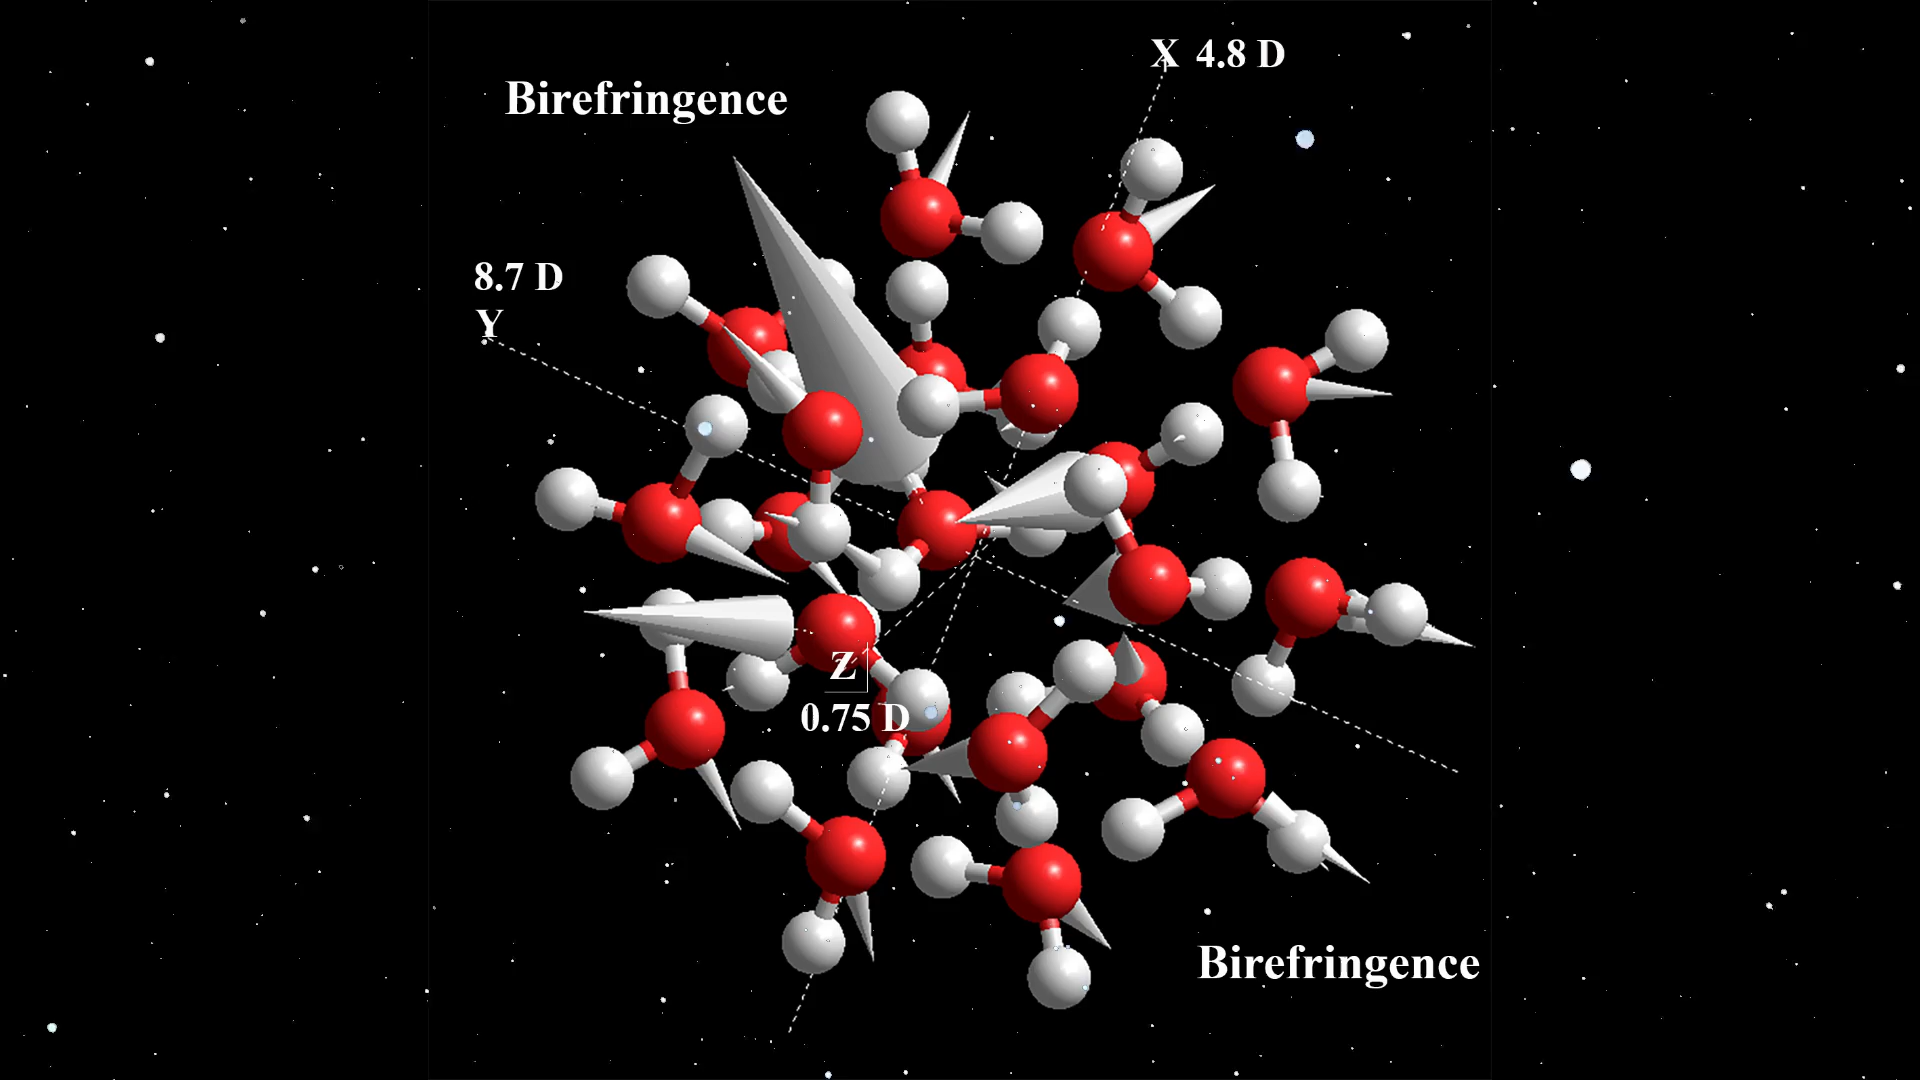 X 4.8 D
Birefringence
8.7 D
Y
Z
0.75 D
Birefringence